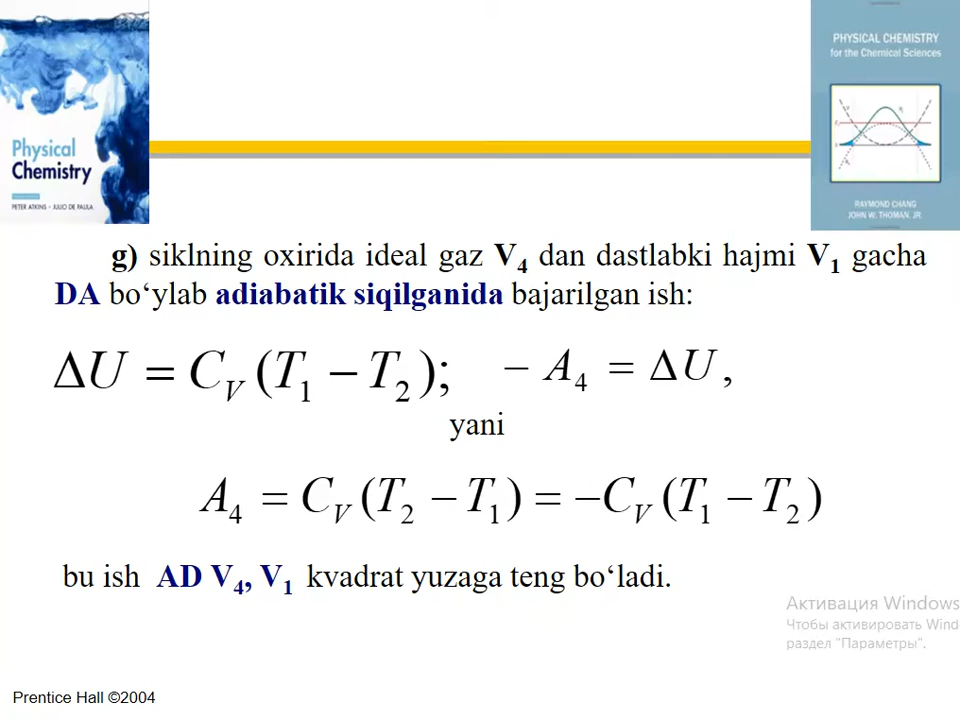 Physical
Chemistry
PETER ATKINS · JULIO DE PAULA
PHYSICAL CHEMISTRY
for the Chemical Sciences
RAYMOND CHANG
JOHN W. THOMAN, JR.
g) siklning oxirida ideal gaz V₄ dan dastlabki hajmi V₁ gacha
DA bo‘ylab adiabatik siqilganida bajarilgan ish:
ΔU = C_V (T₁ − T₂); − A₄ = ΔU ,
yani
A₄ = C_V (T₂ − T₁) = −C_V (T₁ − T₂)
bu ish AD V₄, V₁ kvadrat yuzaga teng bo‘ladi.
Активация Windows
Чтобы активировать Wind
раздел "Параметры".
Prentice Hall ©2004